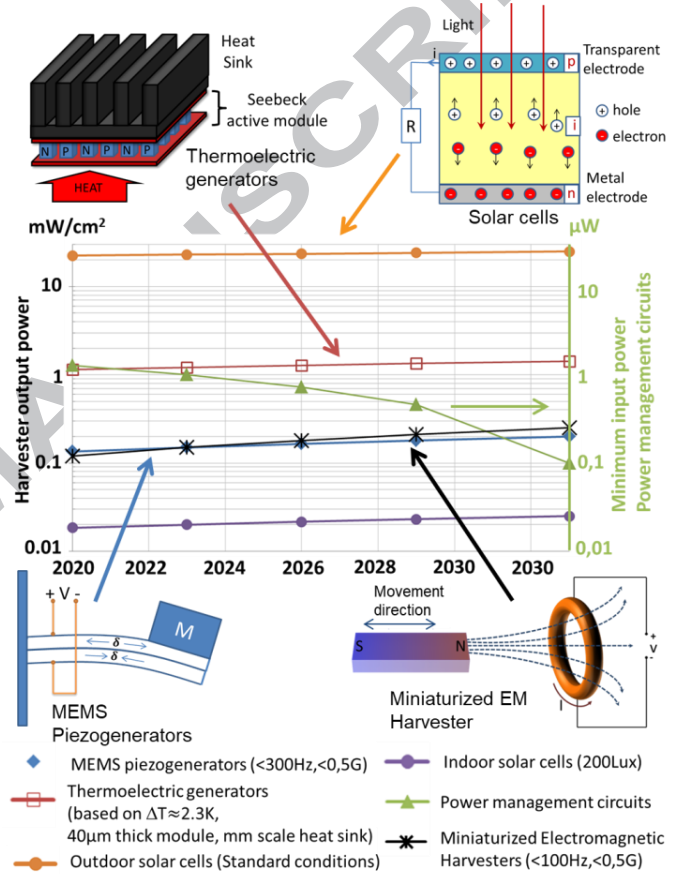 Heat
Sink
Seebeck
active module
N P N P N P
HEAT
Thermoelectric
generators
Light
i
R
p
i
n
Transparent
electrode
hole
electron
Metal
electrode
Solar cells
mW/cm²
µW
Harvester output power
10
1
0.1
0.01
10
1
0,1
0,01
Minimum input power
Power management circuits
2020 2022 2024 2026 2028 2030 2030
+ V -
M
δ
δ
MEMS
Piezogenerators
Movement
direction
S N
I
+
V
-
Miniaturized EM
Harvester
MEMS piezogenerators (<300Hz,<0,5G)
Thermoelectric generators
(based on ΔT≈2.3K,
40µm thick module, mm scale heat sink)
Outdoor solar cells (Standard conditions)
Indoor solar cells (200Lux)
Power management circuits
Miniaturized Electromagnetic
Harvesters (<100Hz,<0,5G)